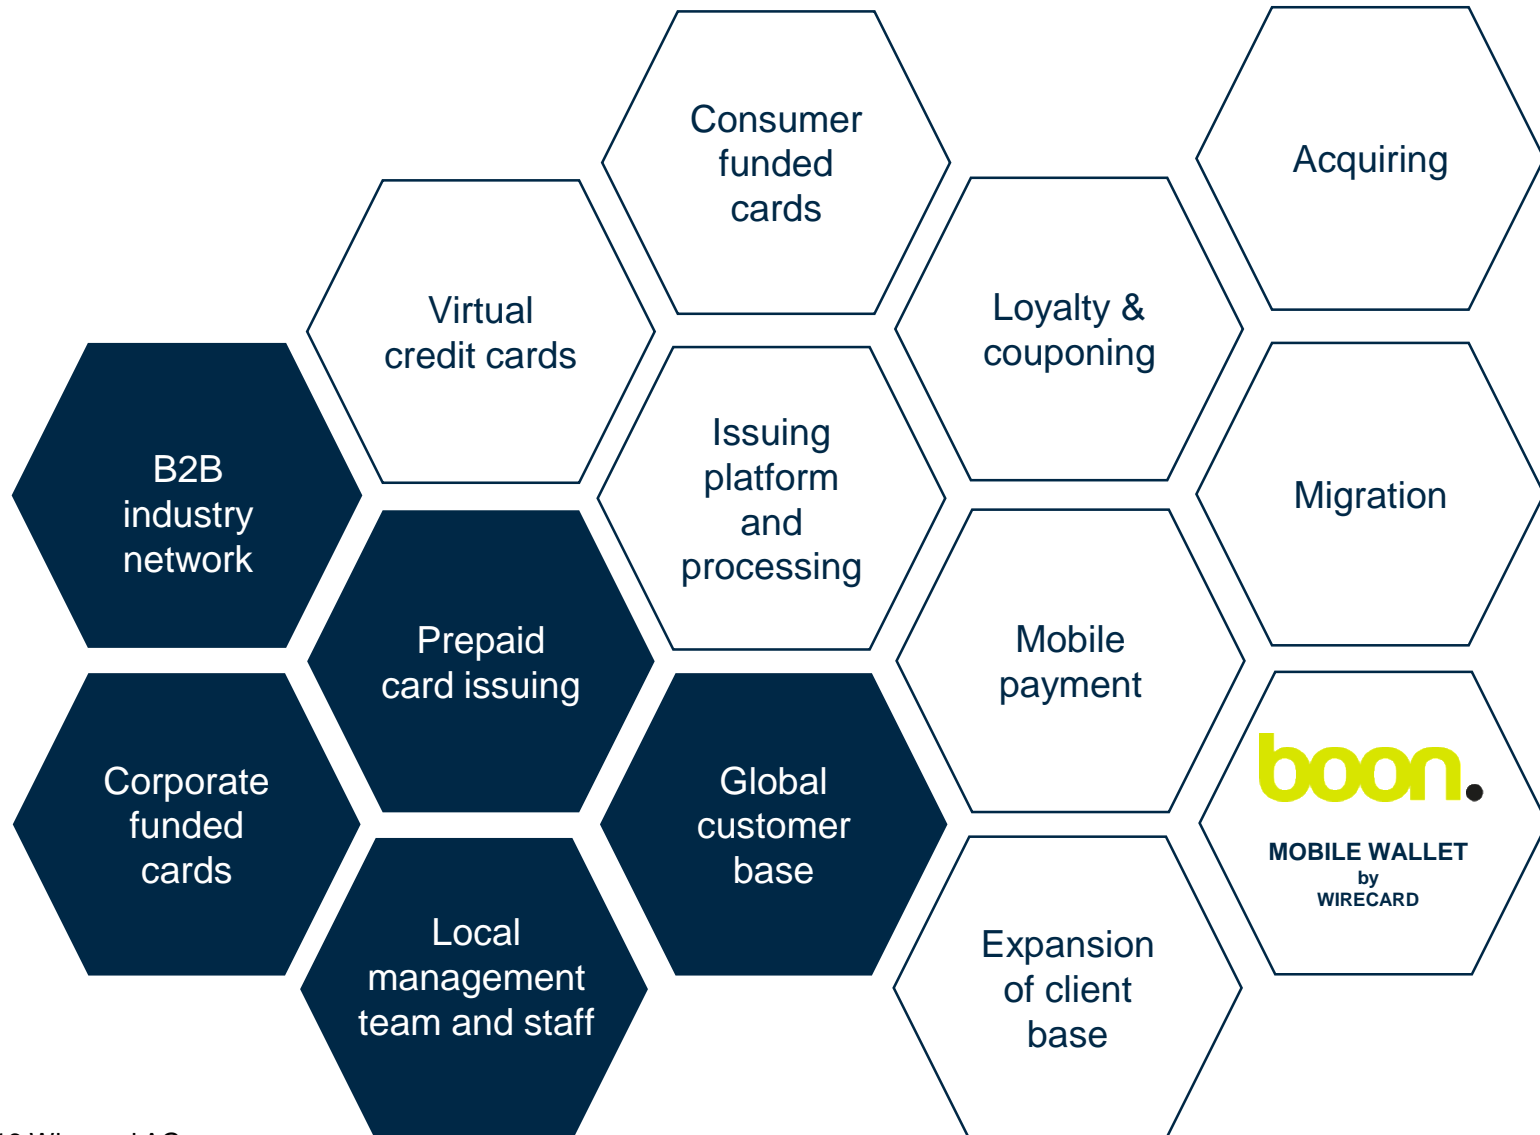 Consumer
funded
cards
Acquiring
Virtual
credit cards
Loyalty &
couponing
B2B
industry
network
Issuing
platform
and
processing
Migration
Prepaid
card issuing
Mobile
payment
Corporate
funded
cards
Global
customer
base
boon.
MOBILE WALLET
by
WIRECARD
Local
management
team and staff
Expansion
of client
base